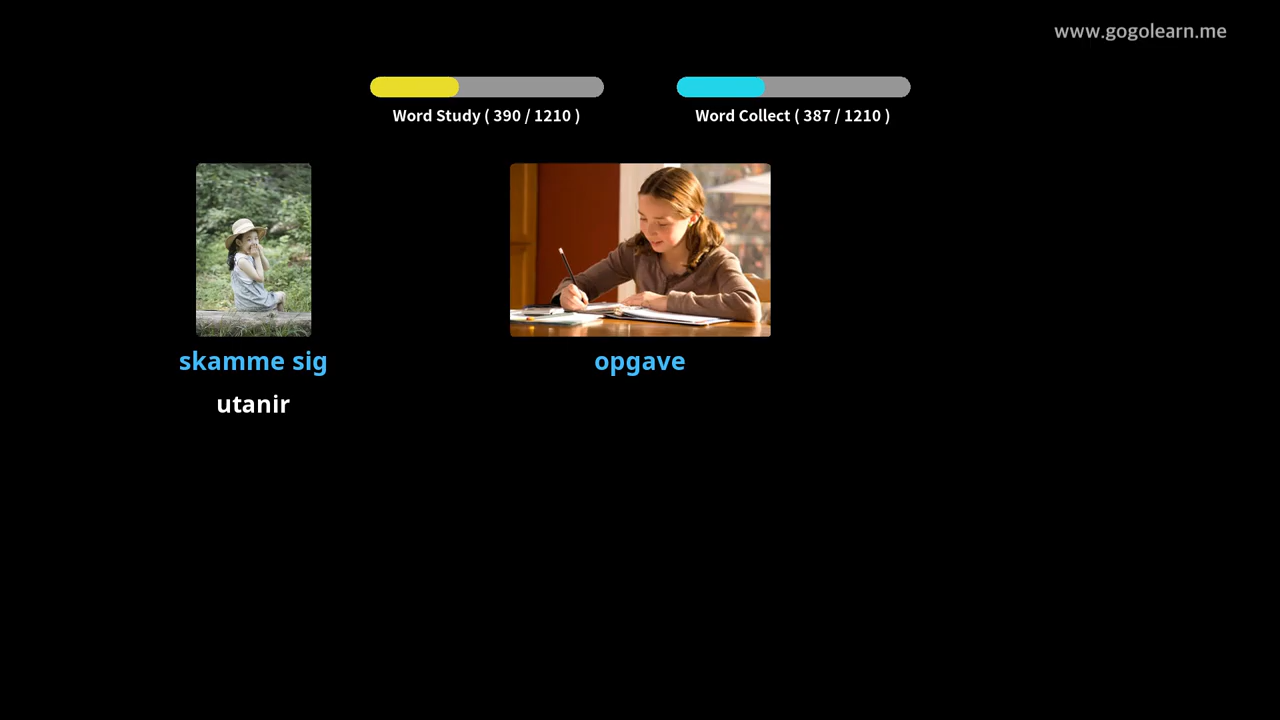 www.gogolearn.me
Word Study ( 390 / 1210 )
Word Collect ( 387 / 1210 )
skamme sig
utanir
opgave